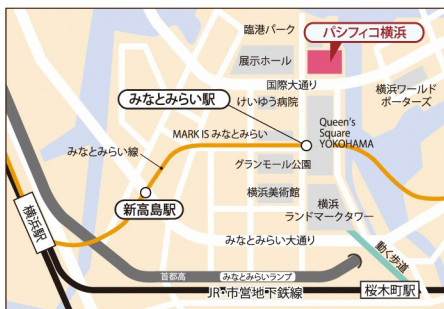 臨港パーク
パシフィコ横浜
展示ホール
国際大通り
横浜ワールド
ポーターズ
みなとみらい駅
けいゆう病院
Queen's
Square
YOKOHAMA
MARK IS みなとみらい
みなとみらい線
グランモール公園
新高島駅
横浜美術館
横浜
ランドマークタワー
横浜駅
みなとみらい大通り
動く歩道
首都高
みなとみらいランプ
JR・市営地下鉄線
桜木町駅